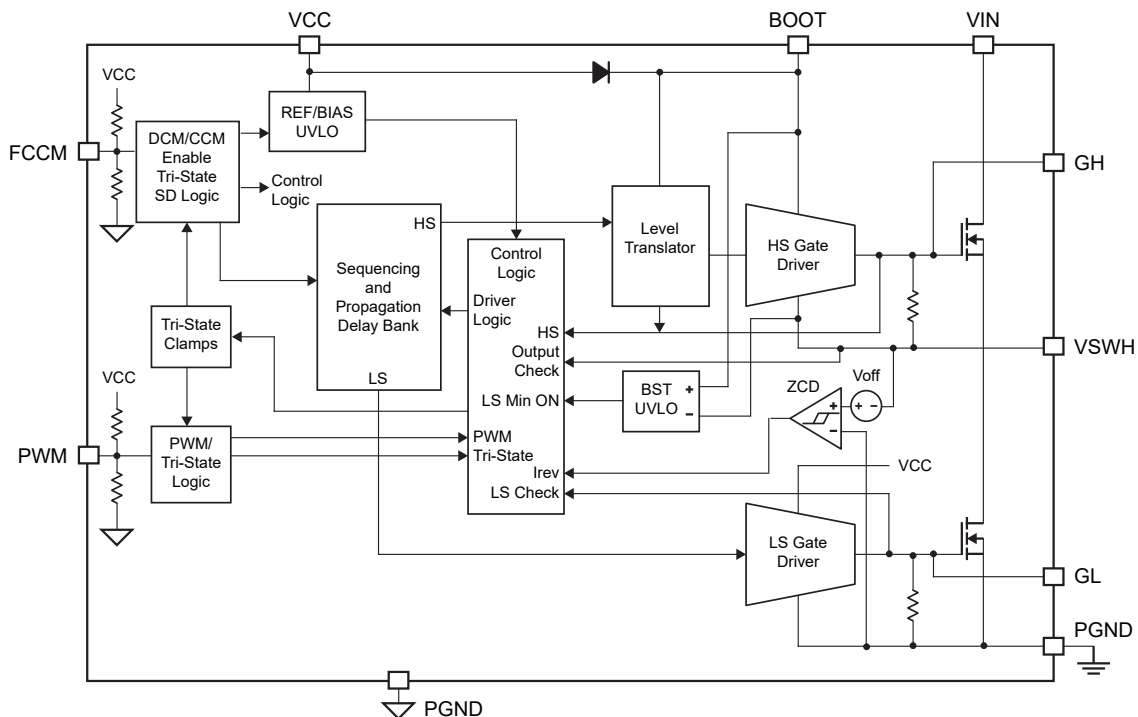 VCC
BOOT
VIN
VCC
REF/BIAS
UVLO
FCCM
DCM/CCM
Enable
Tri-State
SD Logic
Control
Logic
GH
HS
Level
Translator
HS Gate
Driver
Sequencing
and
Propagation
Delay Bank
LS
Control
Logic
Driver
Logic
HS
Output
Check
LS Min ON
PWM
Tri-State
Irev
LS Check
Tri-State
Clamps
VSWH
BST
UVLO
+
-
ZCD
Voff
+ -
+
-
VCC
PWM
PWM/
Tri-State
Logic
VCC
LS Gate
Driver
GL
PGND
PGND